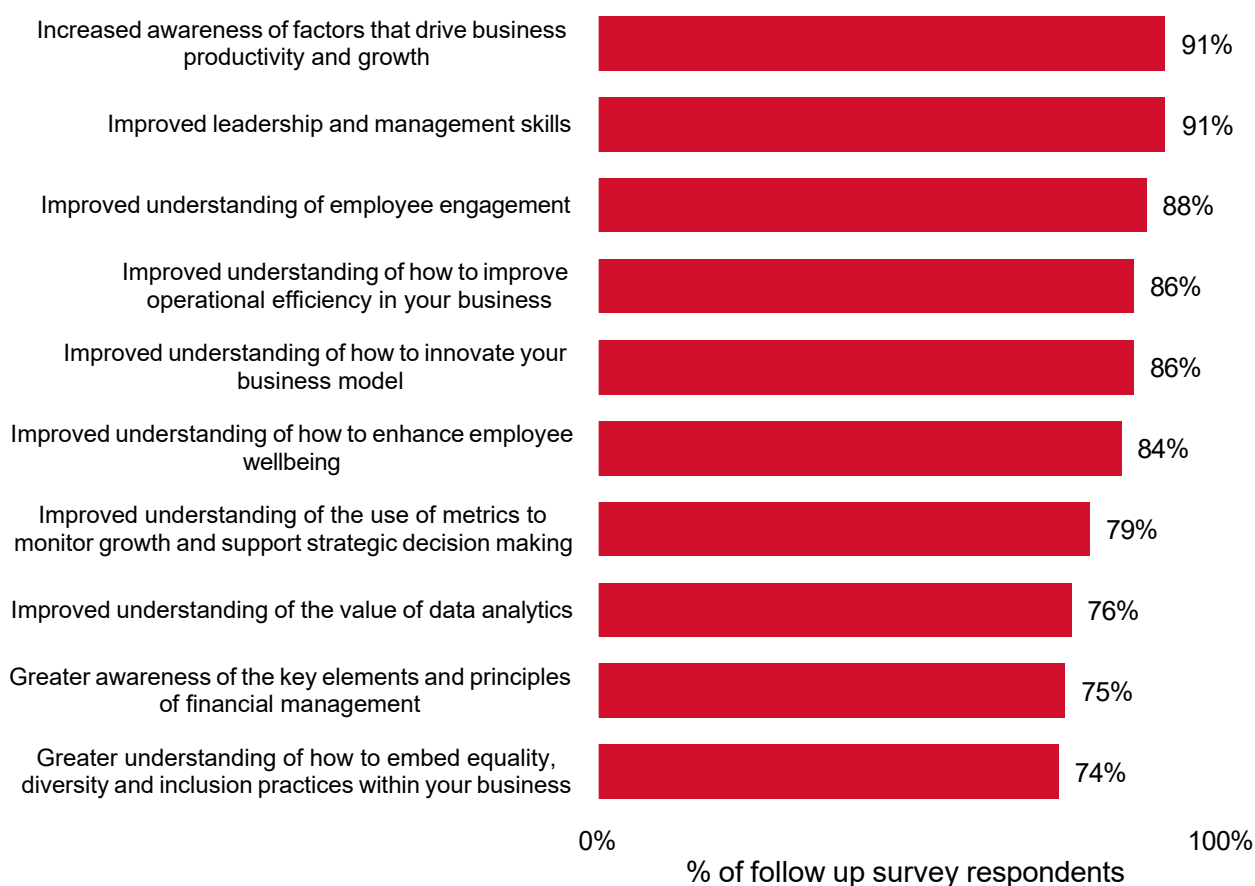 Increased awareness of factors that drive business
productivity and growth
91%
Improved leadership and management skills
91%
Improved understanding of employee engagement
88%
Improved understanding of how to improve
operational efficiency in your business
86%
Improved understanding of how to innovate your
business model
86%
Improved understanding of how to enhance employee
wellbeing
84%
Improved understanding of the use of metrics to
monitor growth and support strategic decision making
79%
Improved understanding of the value of data analytics
76%
Greater awareness of the key elements and principles
of financial management
75%
Greater understanding of how to embed equality,
diversity and inclusion practices within your business
74%
0% 100%
% of follow up survey respondents